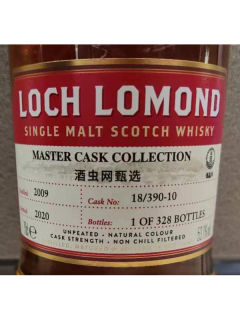 LOCH LOMOND
SINGLE MALT SCOTCH WHISKY
MASTER CASK COLLECTION
酒虫网甄选
2009
Cask No: 18/390-10
2020
Bottles: 1 OF 328 BOTTLES
UNPEATED • NATURAL COLOUR
CASK STRENGTH • NON CHILL FILTERED